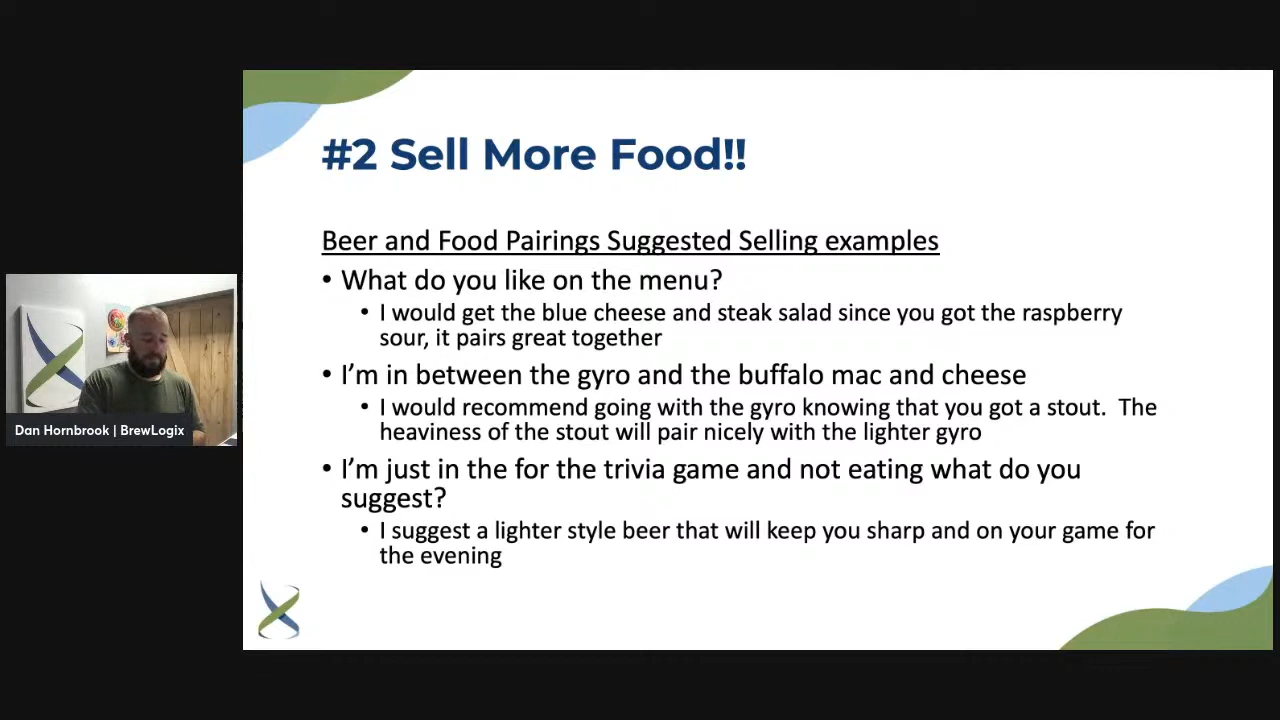 #2 Sell More Food!!
Beer and Food Pairings Suggested Selling examples
• What do you like on the menu?
• I would get the blue cheese and steak salad since you got the raspberry
sour, it pairs great together
• I’m in between the gyro and the buffalo mac and cheese
• I would recommend going with the gyro knowing that you got a stout.  The
heaviness of the stout will pair nicely with the lighter gyro
• I’m just in the for the trivia game and not eating what do you
suggest?
• I suggest a lighter style beer that will keep you sharp and on your game for
the evening
Dan Hornbrook | BrewLogix